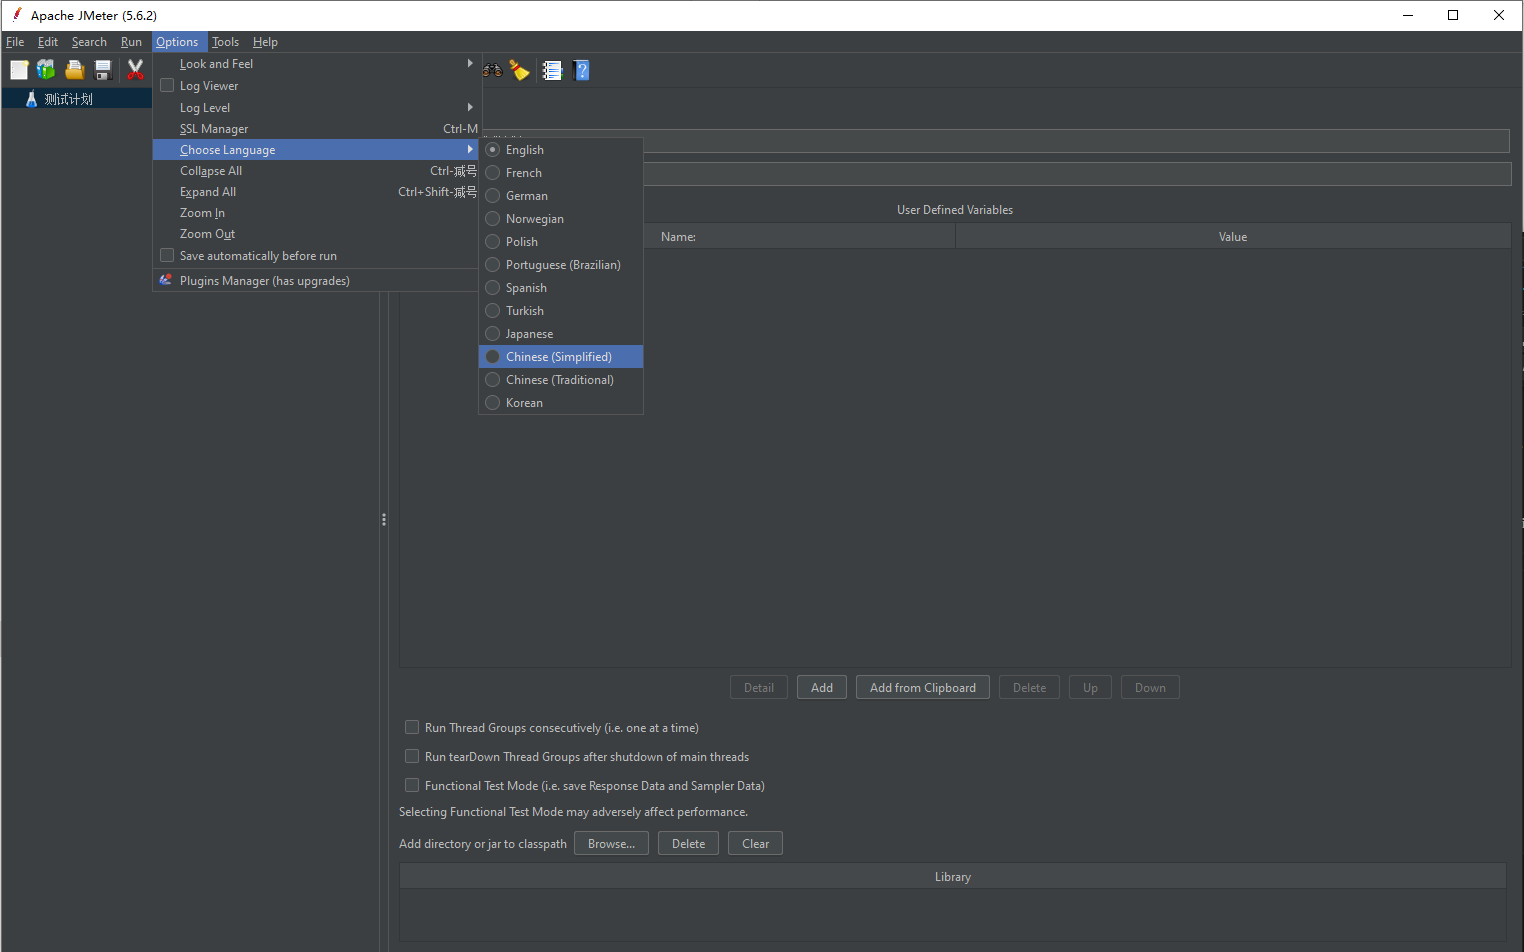 Apache JMeter (5.6.2)
File Edit Search Run Options Tools Help
Look and Feel
Log Viewer
Log Level
SSL Manager Ctrl-M
Choose Language
Collapse All Ctrl-减号
Expand All Ctrl+Shift-减号
Zoom In
Zoom Out
Save automatically before run
Plugins Manager (has upgrades)
测试计划
English
French
German
Norwegian
Polish
Portuguese (Brazilian)
Spanish
Turkish
Japanese
Chinese (Simplified)
Chinese (Traditional)
Korean
User Defined Variables
Name: Value
Detail Add Add from Clipboard Delete Up Down
Run Thread Groups consecutively (i.e. one at a time)
Run tearDown Thread Groups after shutdown of main threads
Functional Test Mode (i.e. save Response Data and Sampler Data)
Selecting Functional Test Mode may adversely affect performance.
Add directory or jar to classpath Browse... Delete Clear
Library